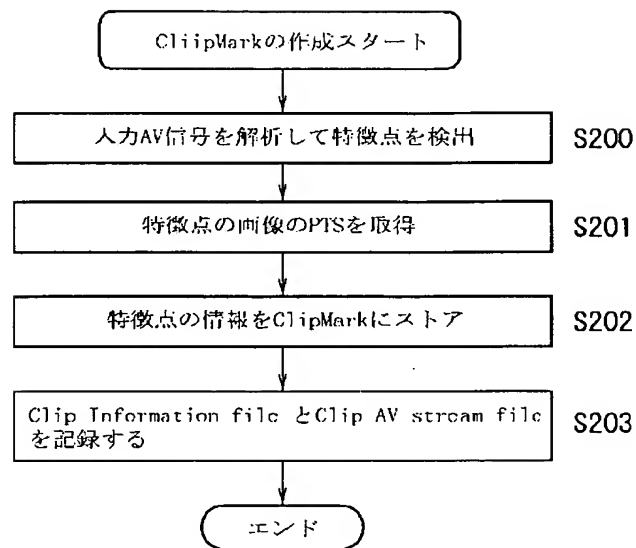 CliipMarkの作成スタート
入力AV信号を解析して特徴点を検出
S200
特徴点の画像のPTSを取得
S201
特徴点の情報をClipMarkにストア
S202
Clip Information file とClip AV stream file
を記録する
S203
エンド